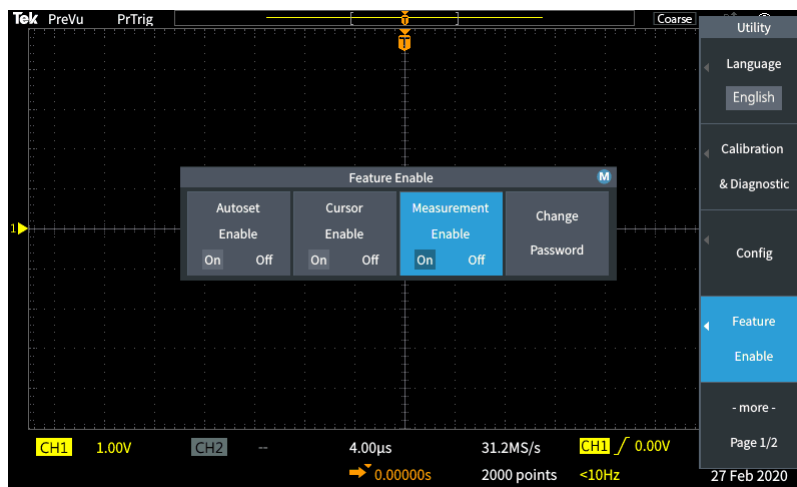 Tek PreVu PrTrig Coarse
T
T
Utility
Language
English
Calibration
& Diagnostic
Config
Feature
Enable
- more -
Page 1/2
Feature Enable M
Autoset
Enable
On Off
Cursor
Enable
On Off
Measurement
Enable
On Off
Change
Password
1
CH1 1.00V CH2 -- 4.00µs 31.2MS/s CH1 0.00V
0.00000s 2000 points <10Hz 27 Feb 2020